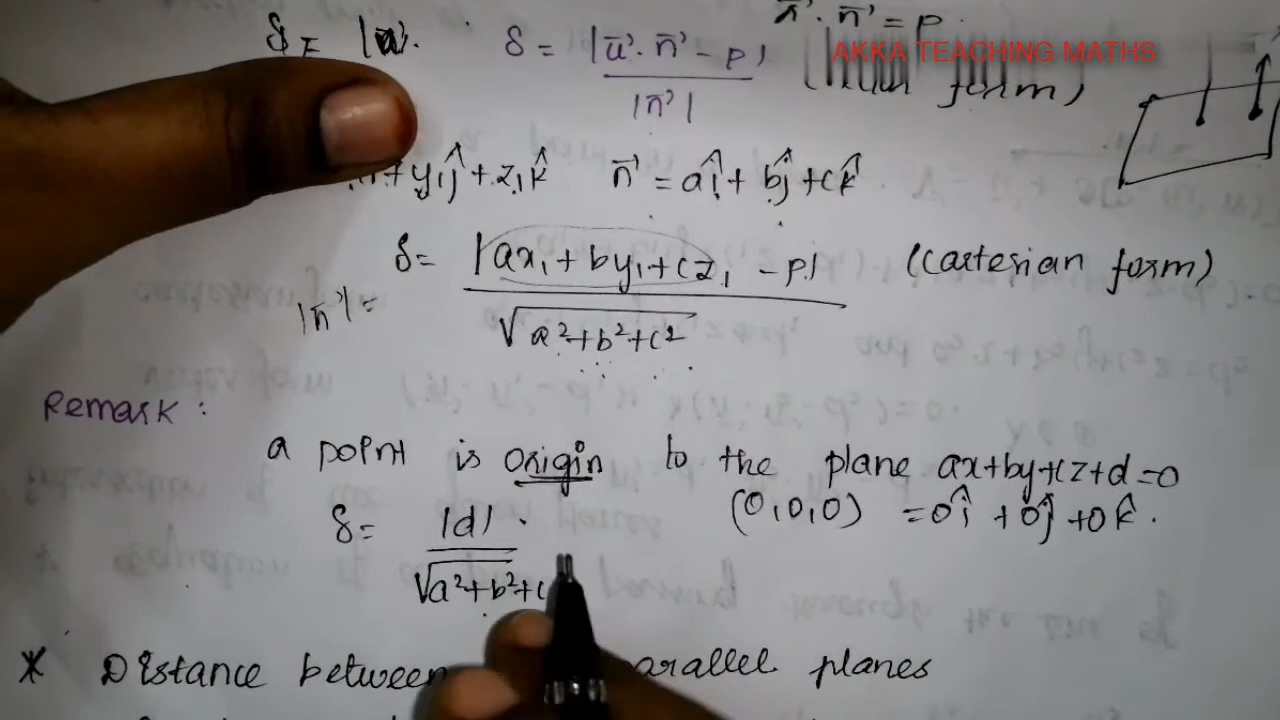 r⃗ · n⃗ = p
δ = |u⃗ · δ = |u⃗ · n⃗ - p| / |n⃗|
AKKA TEACHING MATHS
form)
+ y₁ĵ + z₁k̂ n⃗ = aî + bĵ + ck̂
δ = |ax₁ + by₁ + cz₁ - p| / √a²+b²+c² (Cartesian form)
|n⃗| =
Remark :
a point is origin to the plane ax+by+cz+d=0
(0,0,0) = 0î + 0ĵ + 0k̂.
δ = |d| / √a²+b²+c
* Distance between parallel planes